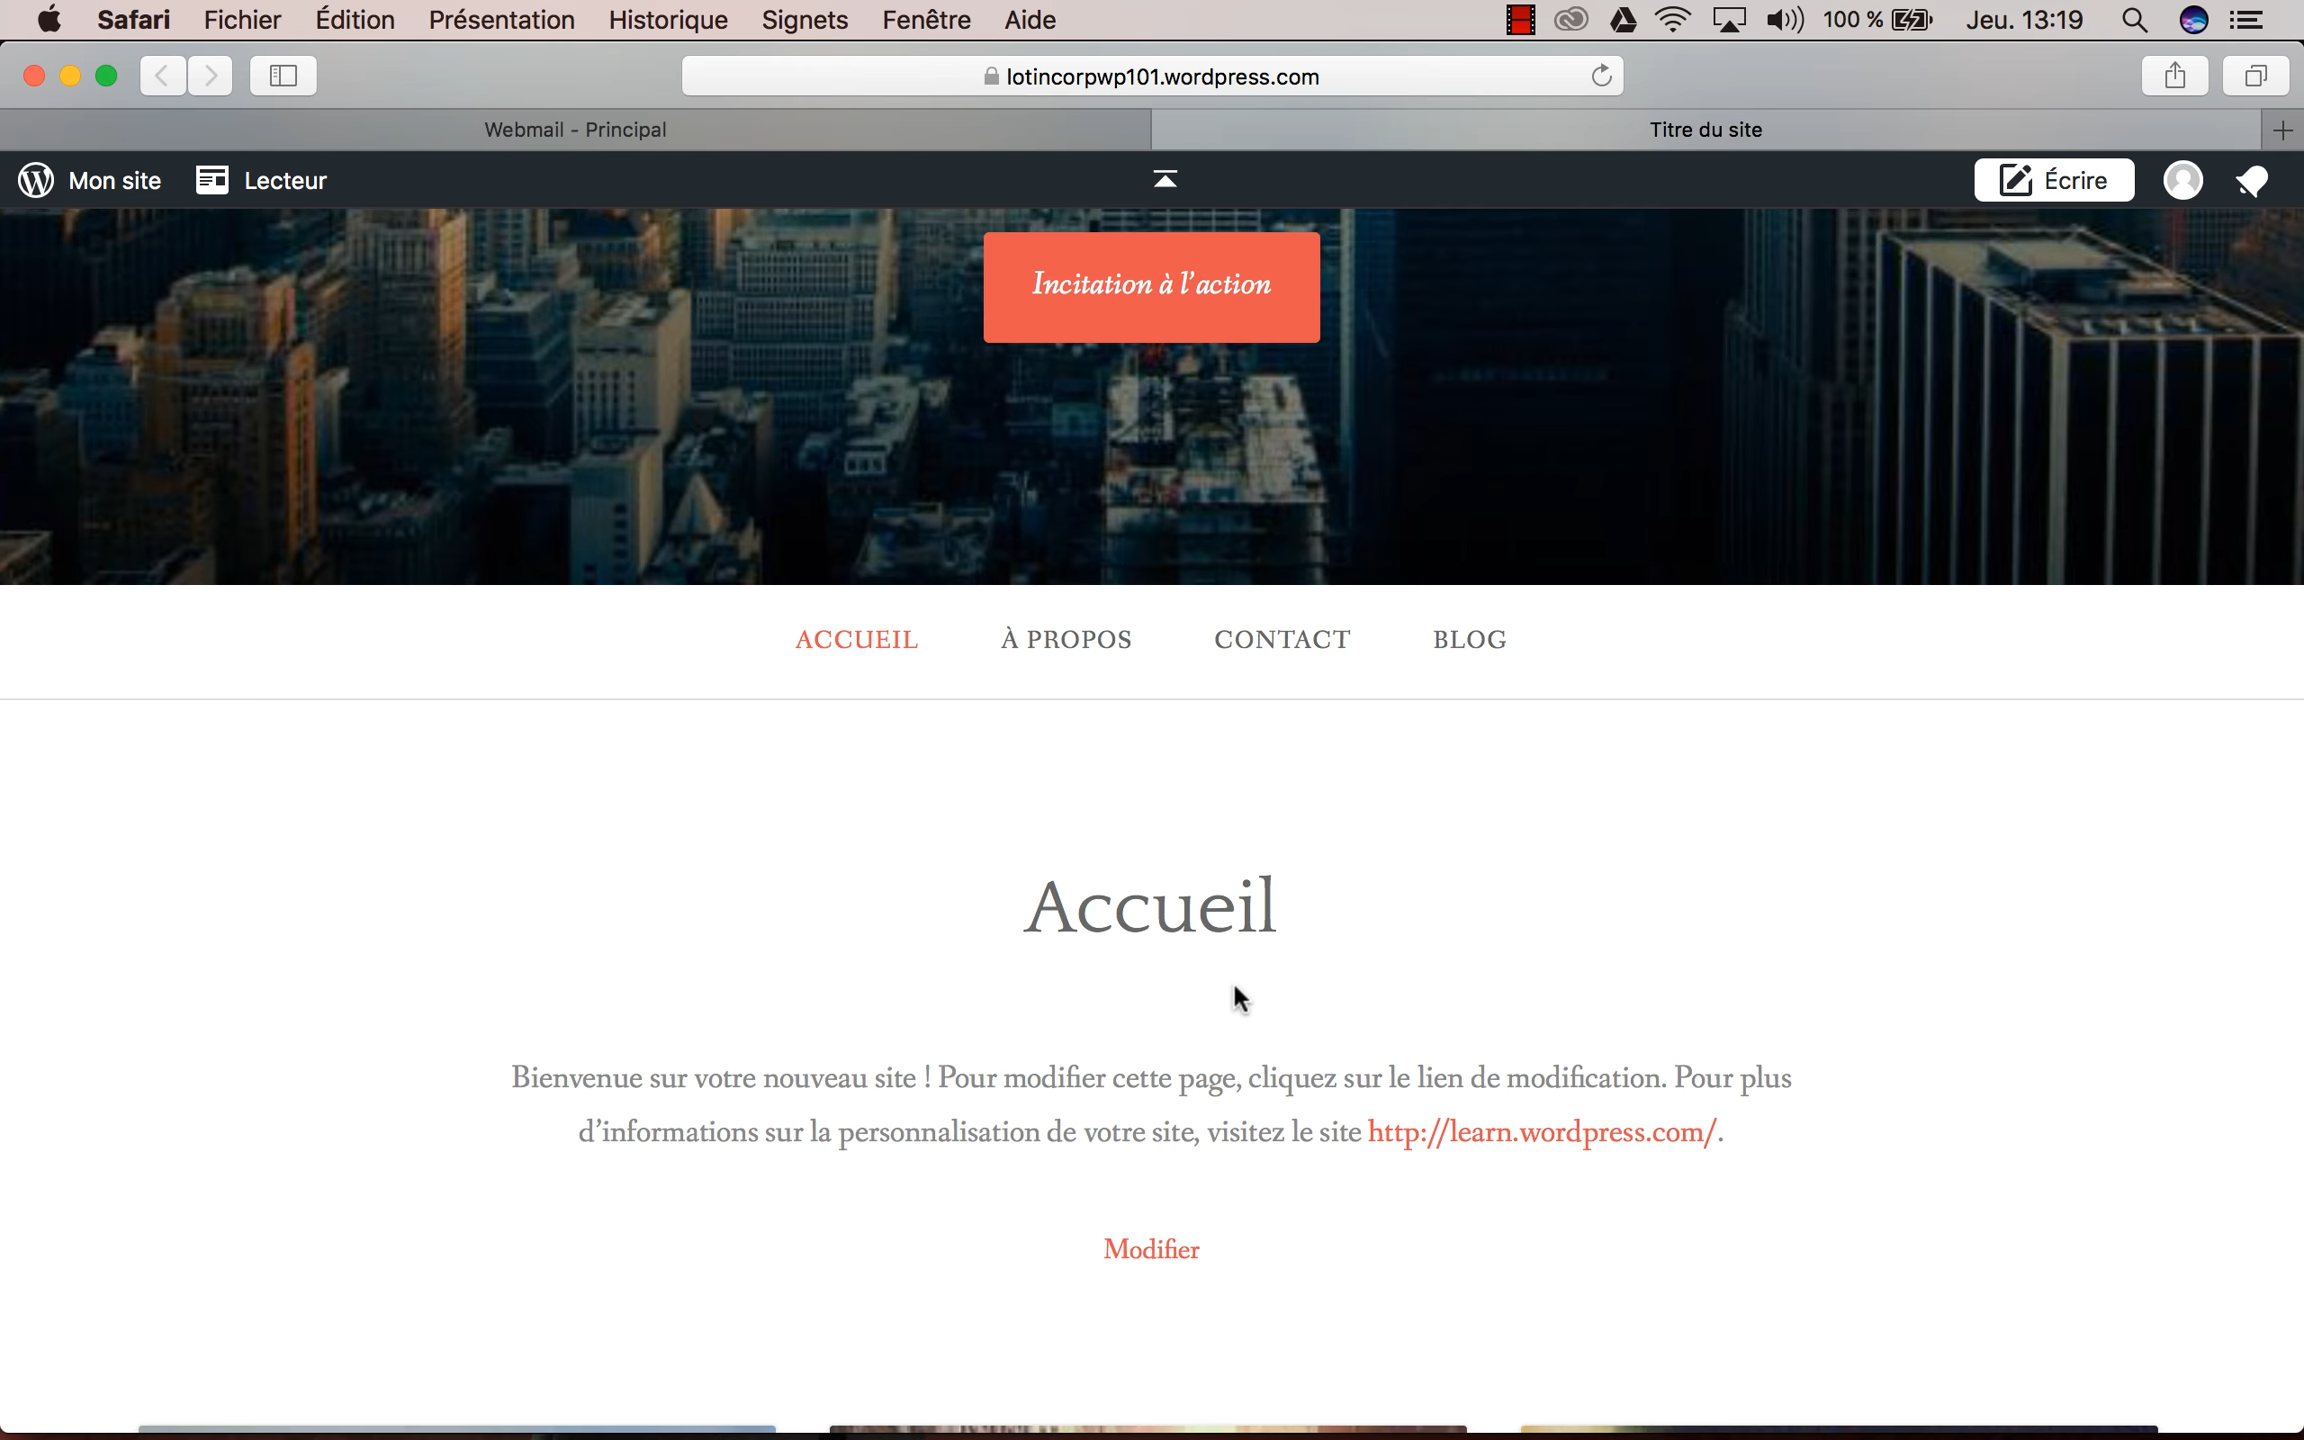 Safari Fichier Édition Présentation Historique Signets Fenêtre Aide 100 % Jeu. 13:19
lotincorpwp101.wordpress.com
Webmail - Principal Titre du site
Mon site Lecteur Écrire
Incitation à l’action
ACCUEIL À PROPOS CONTACT BLOG
Accueil
Bienvenue sur votre nouveau site ! Pour modifier cette page, cliquez sur le lien de modification. Pour plus
d’informations sur la personnalisation de votre site, visitez le site http://learn.wordpress.com/.
Modifier